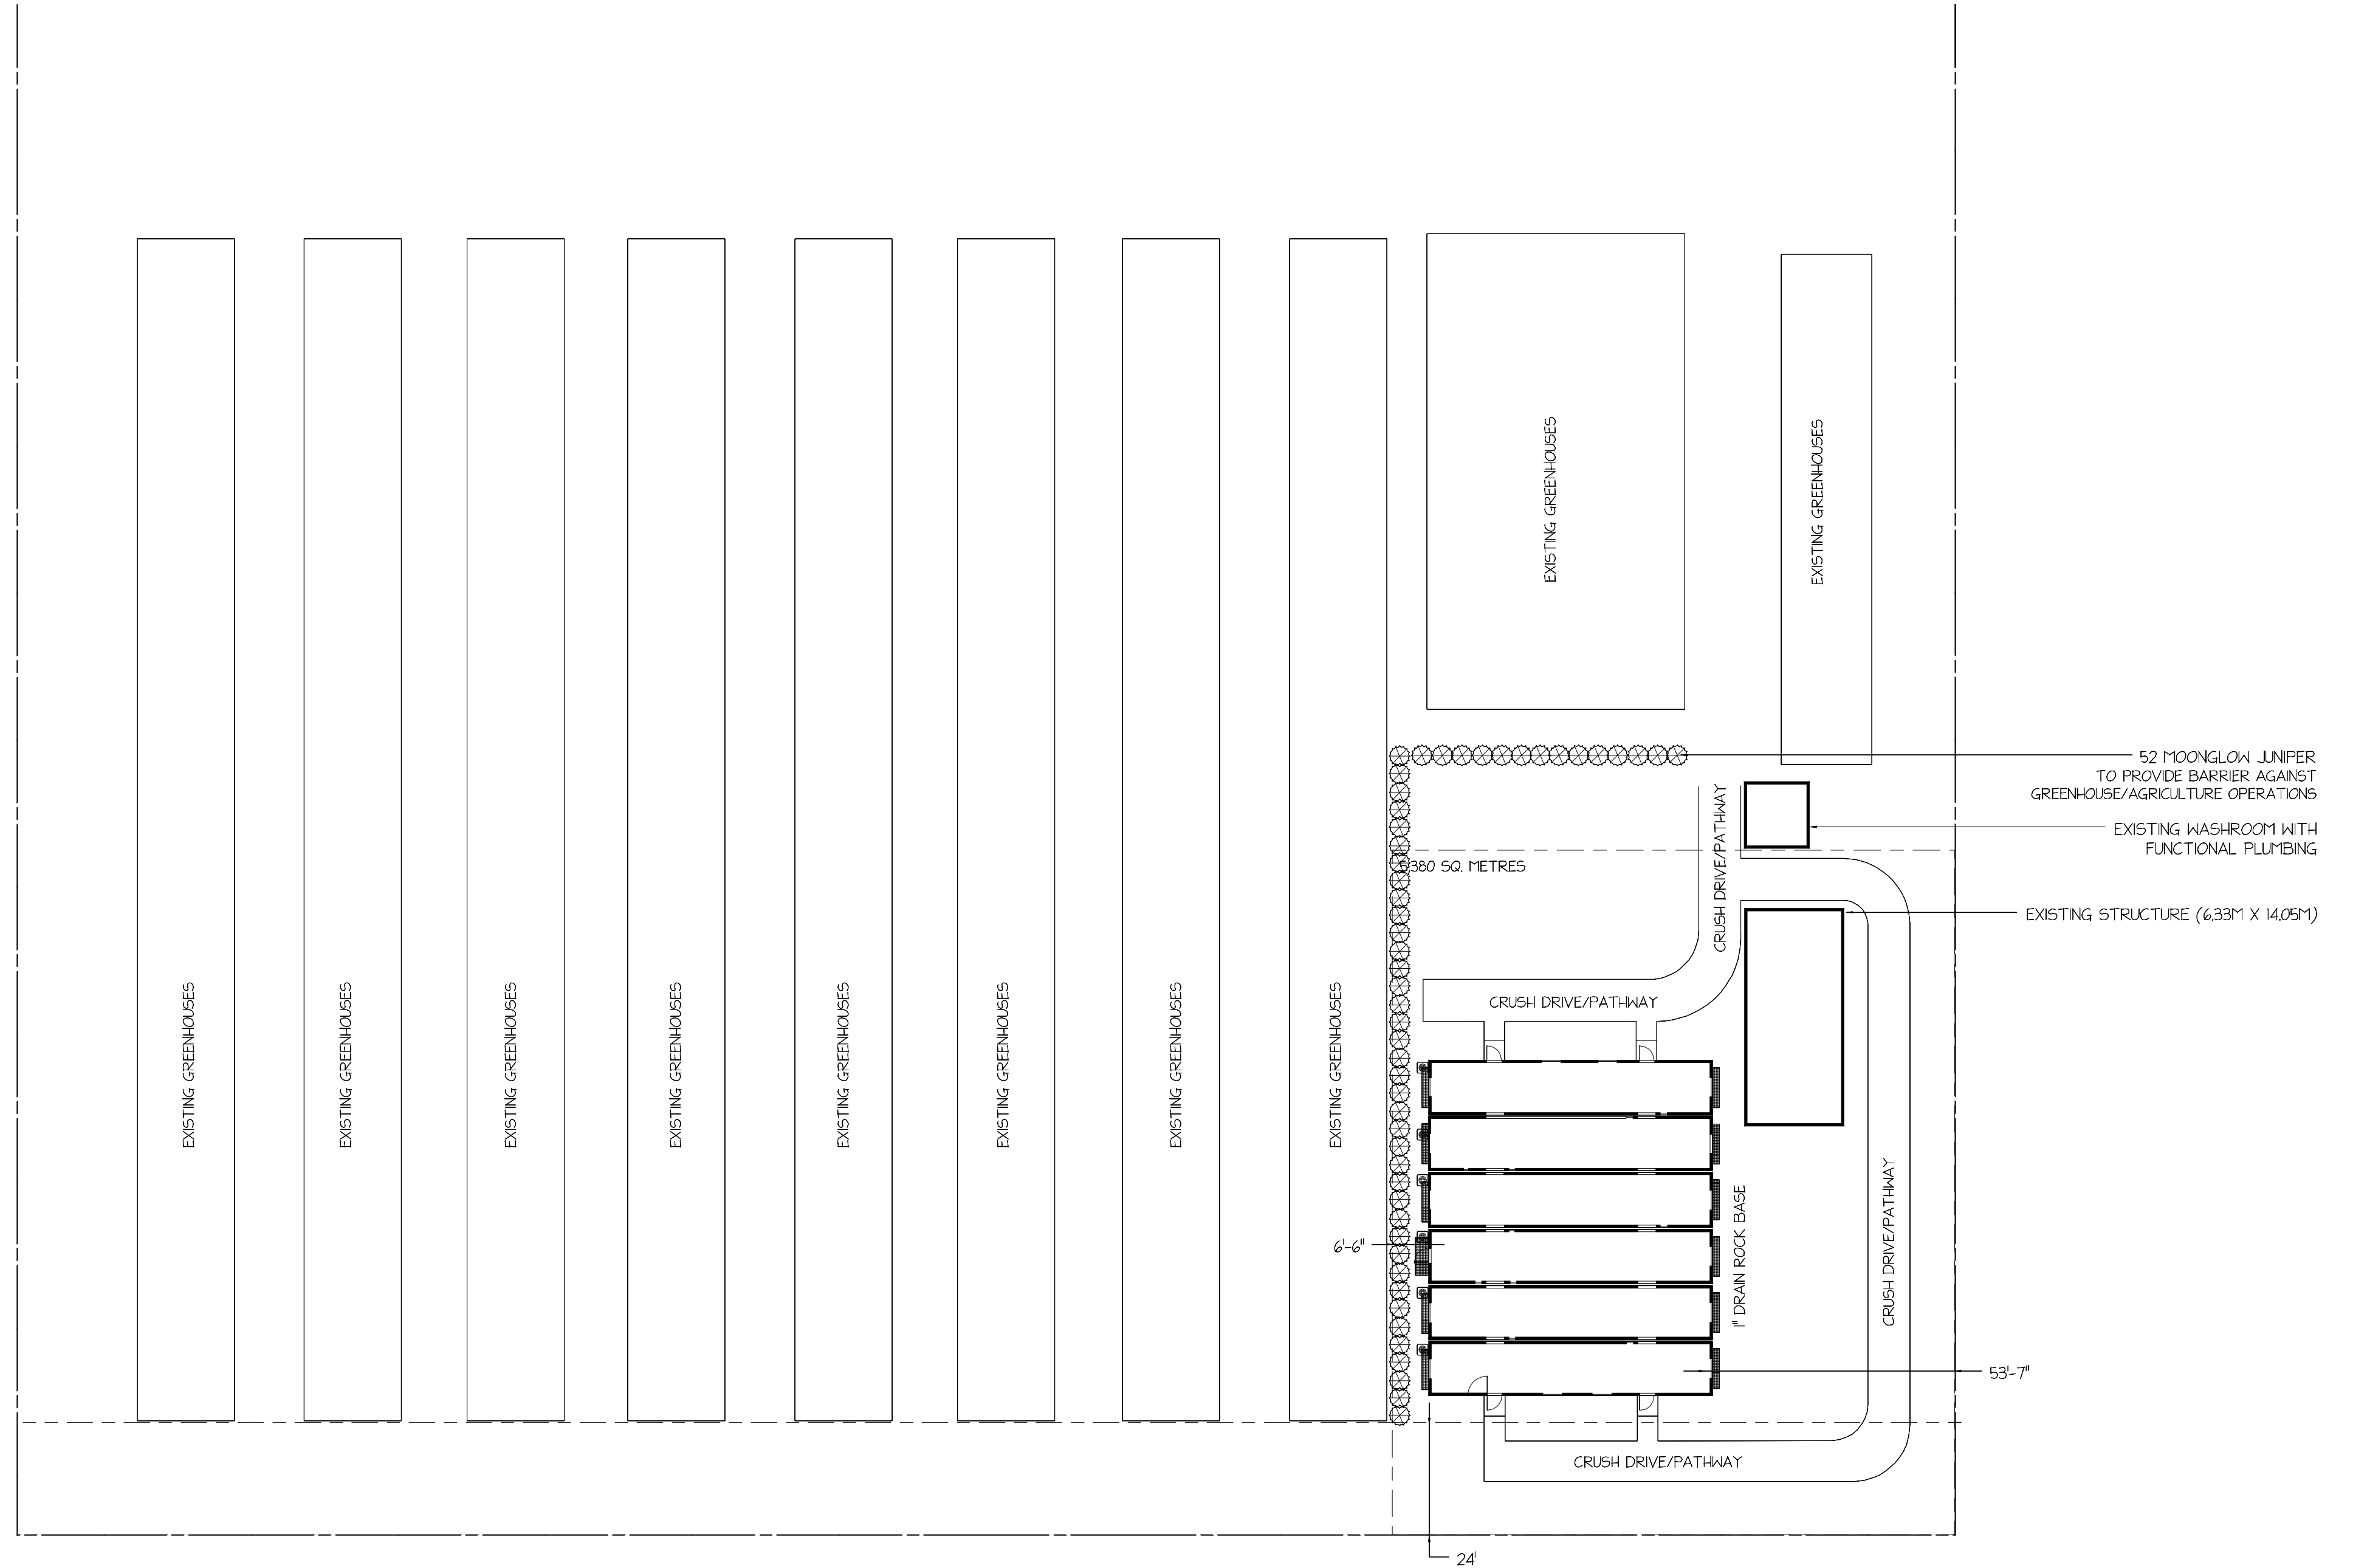 EXISTING GREENHOUSES
EXISTING GREENHOUSES
52 MOONGLOW JUNIPER
TO PROVIDE BARRIER AGAINST
GREENHOUSE/AGRICULTURE OPERATIONS
EXISTING WASHROOM WITH
FUNCTIONAL PLUMBING
CRUSH DRIVE/PATHWAY
380 SQ. METRES
EXISTING STRUCTURE (6.33M X 14.05M)
EXISTING GREENHOUSES
EXISTING GREENHOUSES
EXISTING GREENHOUSES
EXISTING GREENHOUSES
EXISTING GREENHOUSES
EXISTING GREENHOUSES
EXISTING GREENHOUSES
EXISTING GREENHOUSES
CRUSH DRIVE/PATHWAY
6'-6"
1" DRAIN ROCK BASE
CRUSH DRIVE/PATHWAY
53'-7"
CRUSH DRIVE/PATHWAY
24'